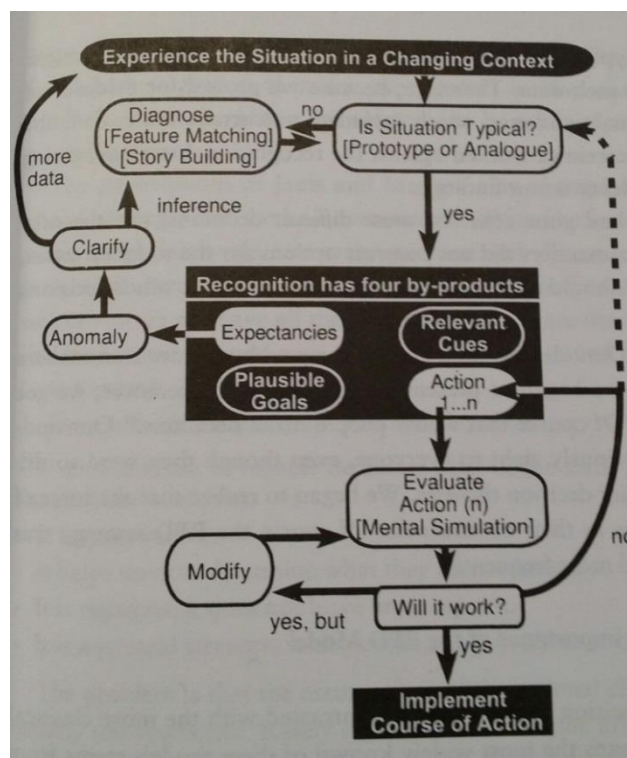 Experience the Situation in a Changing Context
Diagnose
[Feature Matching]
[Story Building]
no
Is Situation Typical?
[Prototype or Analogue]
more
data
inference
yes
Clarify
Recognition has four by-products
Anomaly
Expectancies
Relevant
Cues
Plausible
Goals
Action
1...n
Evaluate
Action (n)
[Mental Simulation]
no
Modify
Will it work?
yes, but
yes
Implement
Course of Action